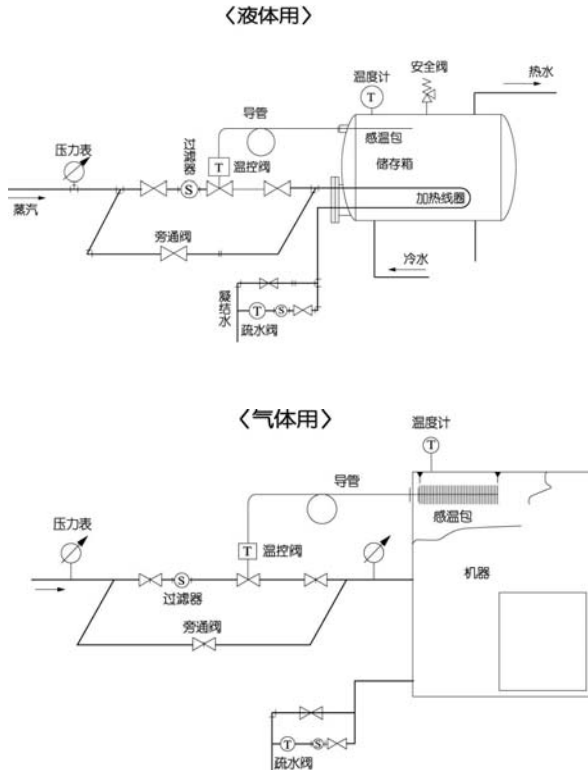 〈液体用〉
温度计
安全阀
热水
T
导管
感温包
过滤器
压力表
T
温控阀
储存箱
S
加热线器
蒸汽
旁通阀
冷水
凝结水
T
S
疏水阀
〈气体用〉
温度计
T
导管
感温包
压力表
T
温控阀
机器
S
过滤器
旁通阀
T
S
疏水阀